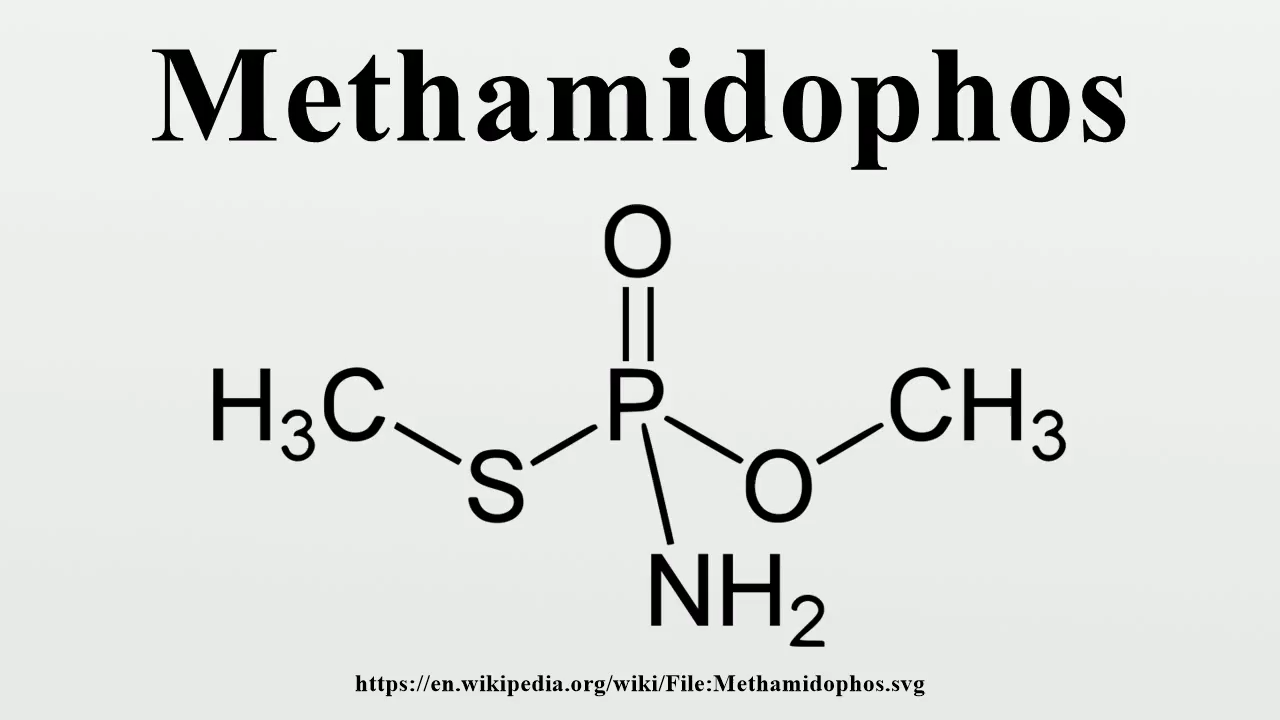 Methamidophos
O
H3C P CH3
S O
NH2
https://en.wikipedia.org/wiki/File:Methamidophos.svg